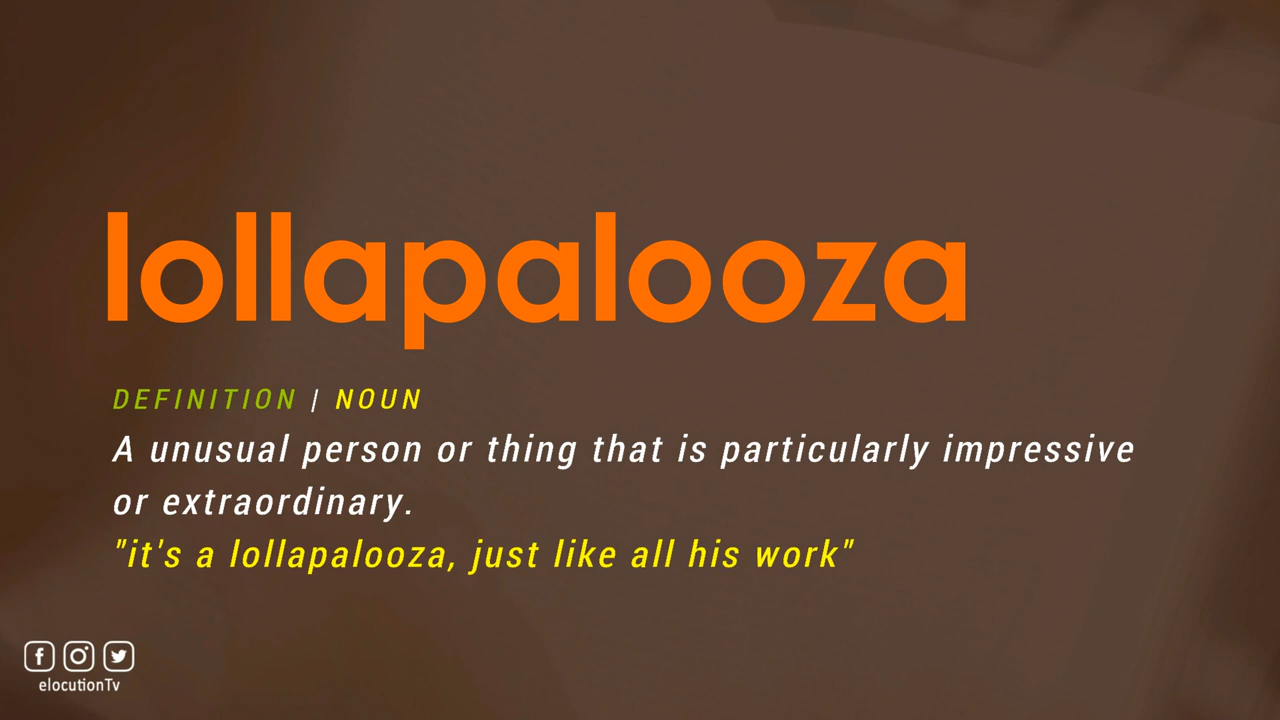 lollapalooza
DEFINITION | NOUN
A unusual person or thing that is particularly impressive
or extraordinary.
"it's a lollapalooza, just like all his work"
elocutionTv